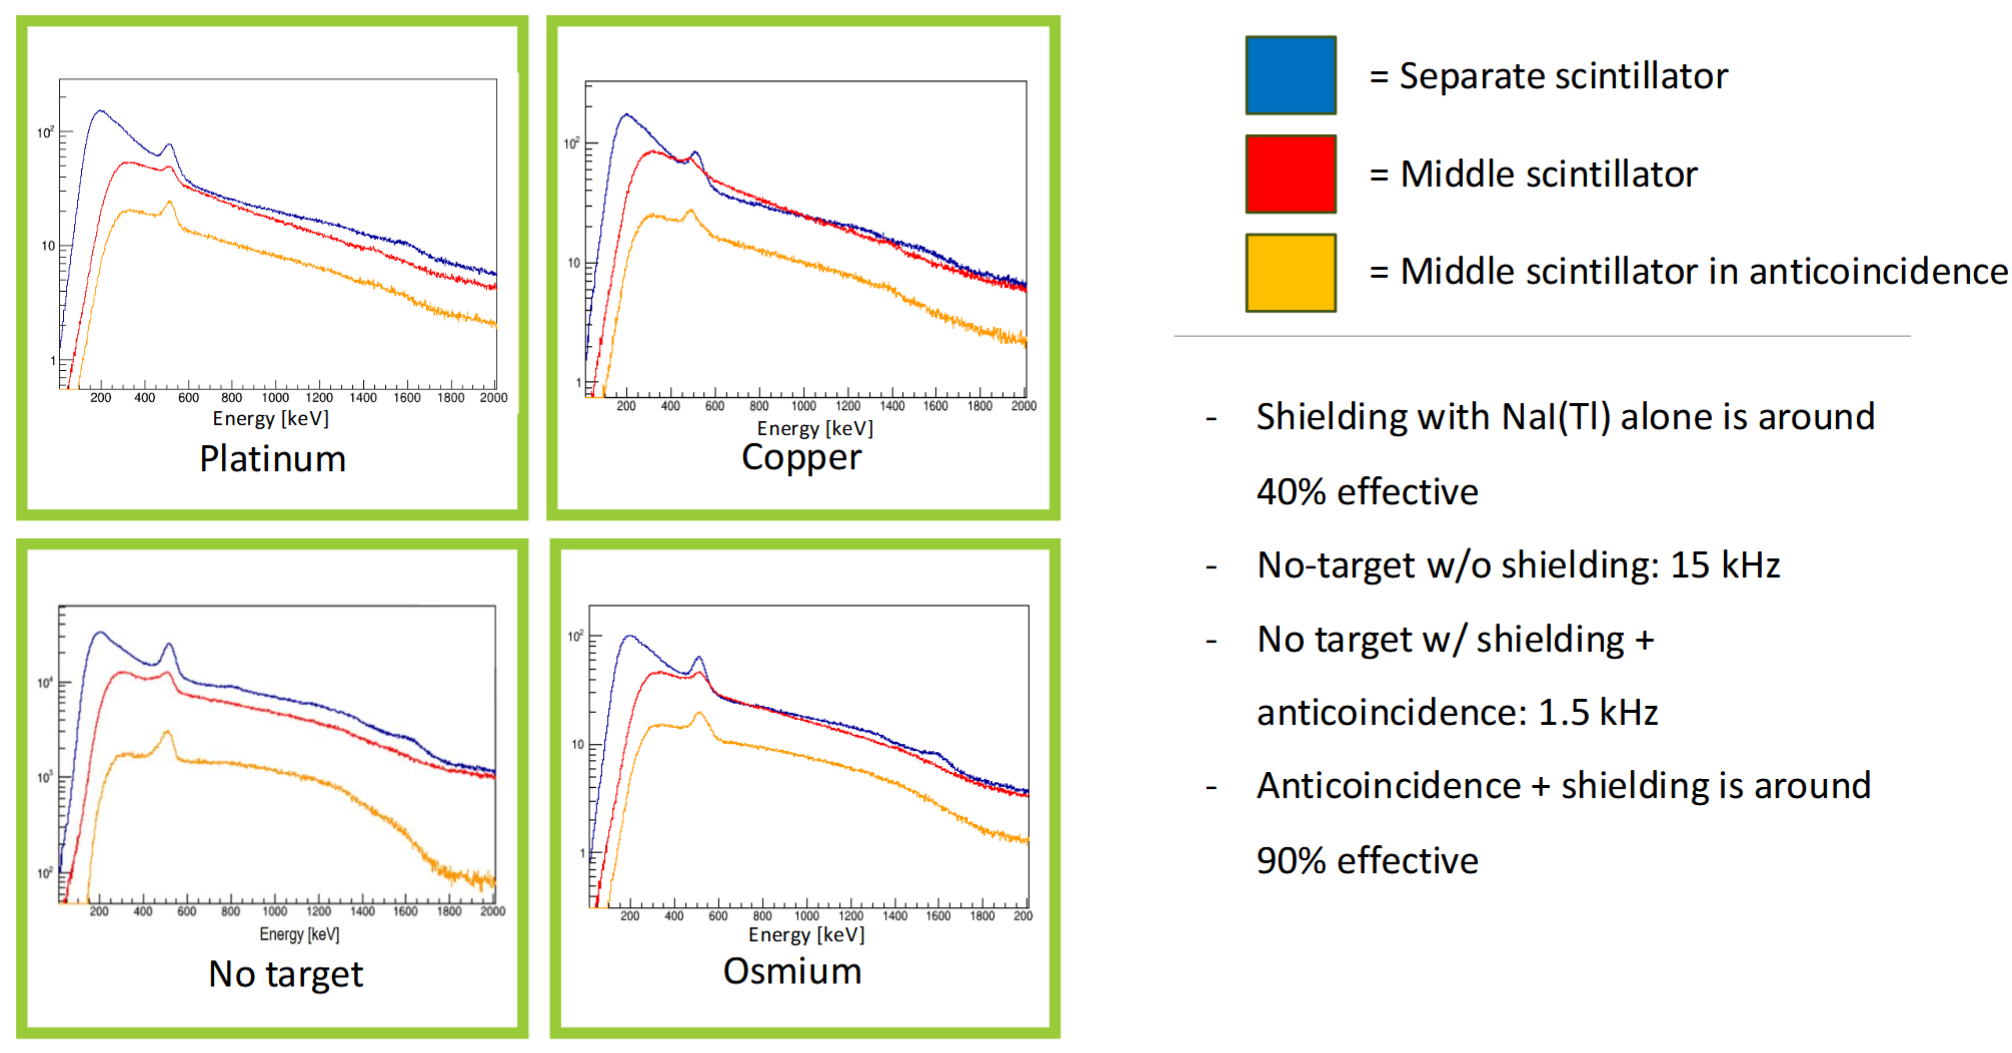 10²
10
1
200 400 600 800 1000 1200 1400 1600 1800 2000
Energy [keV]
Platinum
10²
10
1
200 400 600 800 1000 1200 1400 1600 1800 2000
Energy [keV]
Copper
10⁴
10³
10²
200 400 600 800 1000 1200 1400 1600 1800 2000
Energy [keV]
No target
10²
10
1
200 400 600 800 1000 1200 1400 1600 1800 200
Energy [keV]
Osmium
= Separate scintillator
= Middle scintillator
= Middle scintillator in anticoincidence
- Shielding with NaI(Tl) alone is around
40% effective
- No-target w/o shielding: 15 kHz
- No target w/ shielding +
anticoincidence: 1.5 kHz
- Anticoincidence + shielding is around
90% effective